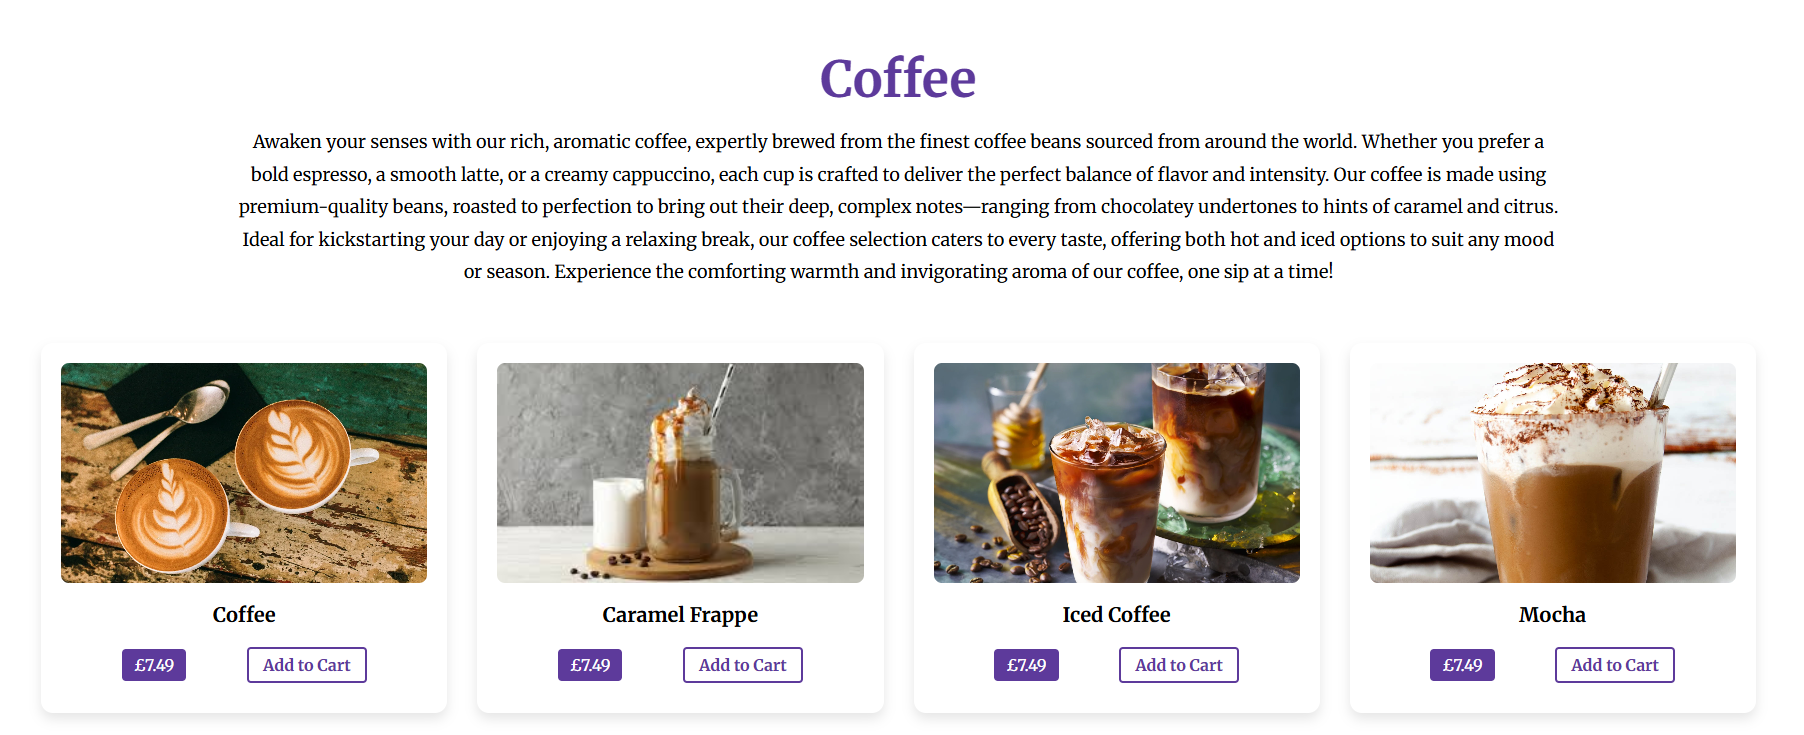 Coffee
Awaken your senses with our rich, aromatic coffee, expertly brewed from the finest coffee beans sourced from around the world. Whether you prefer a
bold espresso, a smooth latte, or a creamy cappuccino, each cup is crafted to deliver the perfect balance of flavor and intensity. Our coffee is made using
premium-quality beans, roasted to perfection to bring out their deep, complex notes—ranging from chocolatey undertones to hints of caramel and citrus.
Ideal for kickstarting your day or enjoying a relaxing break, our coffee selection caters to every taste, offering both hot and iced options to suit any mood
or season. Experience the comforting warmth and invigorating aroma of our coffee, one sip at a time!
Coffee
£7.49 Add to Cart
Caramel Frappe
£7.49 Add to Cart
Iced Coffee
£7.49 Add to Cart
Mocha
£7.49 Add to Cart